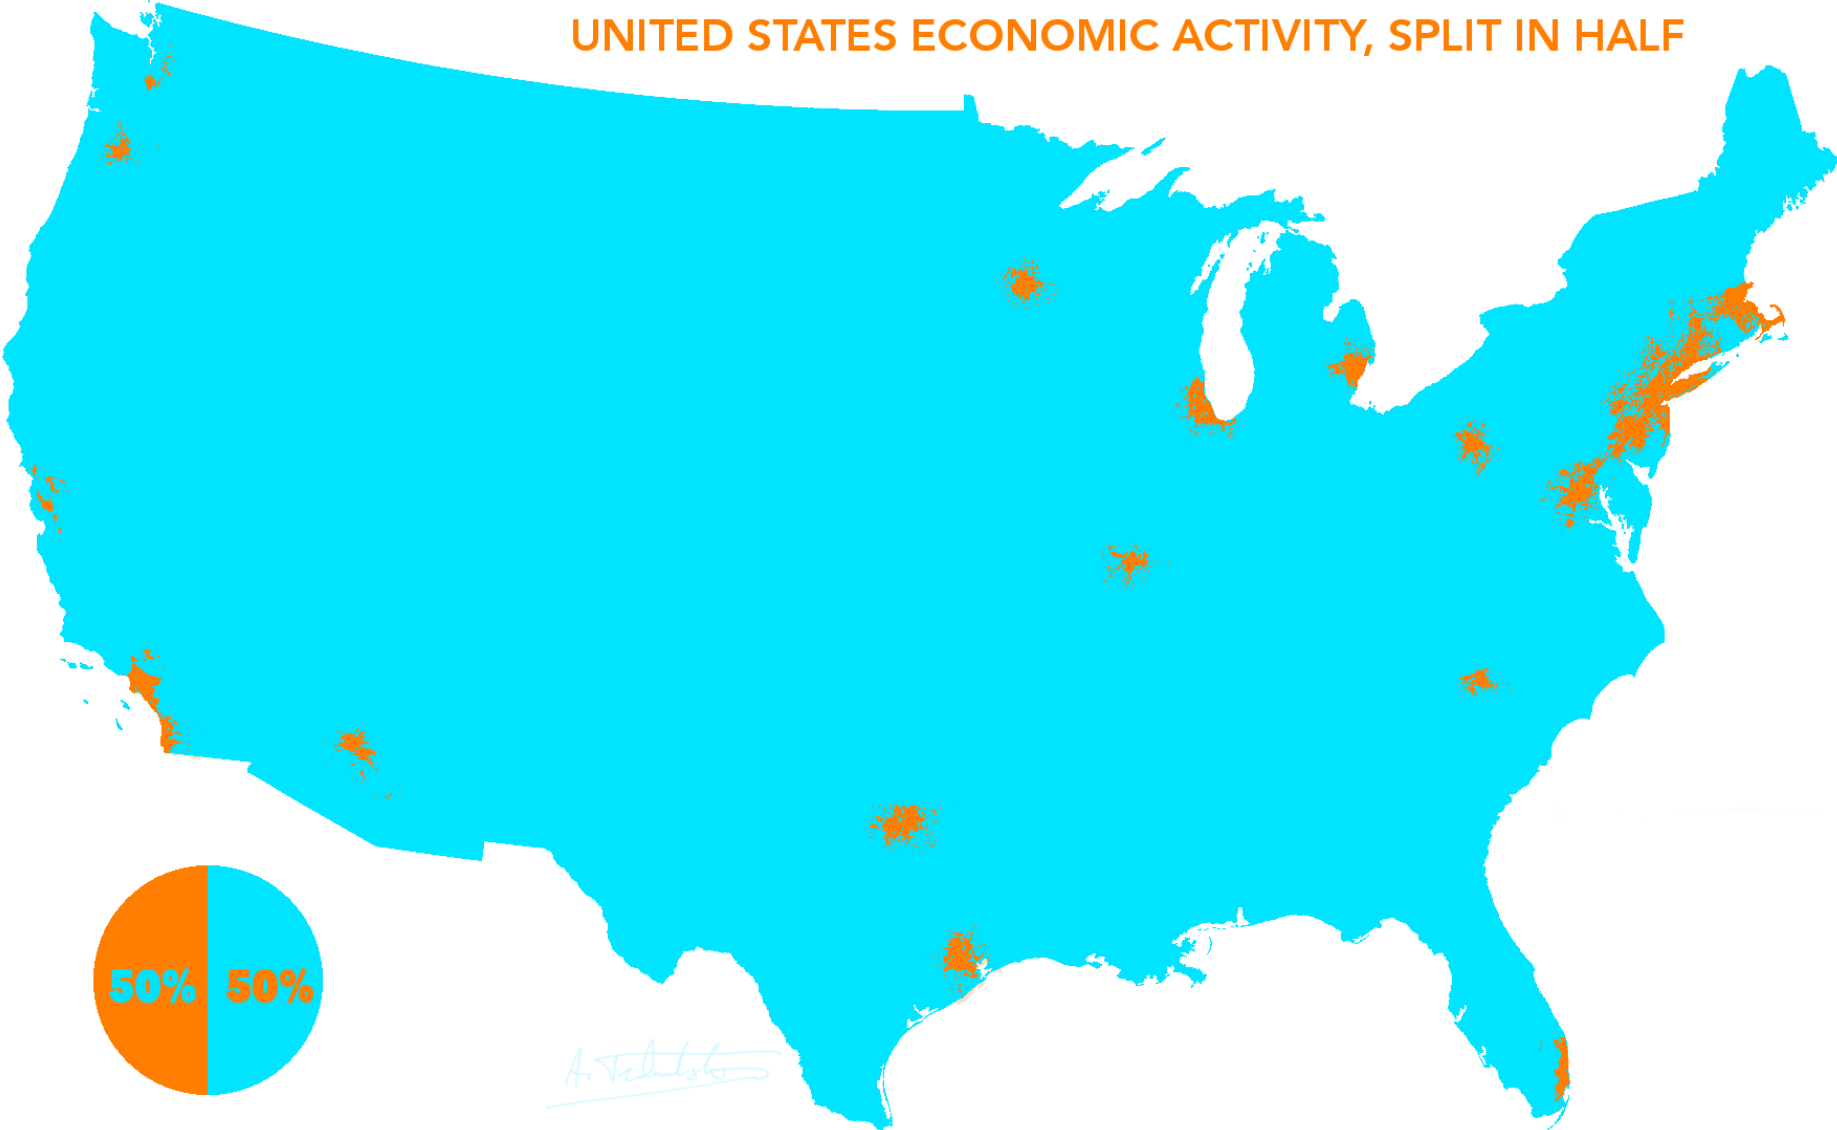 UNITED STATES ECONOMIC ACTIVITY, SPLIT IN HALF
50% 50%